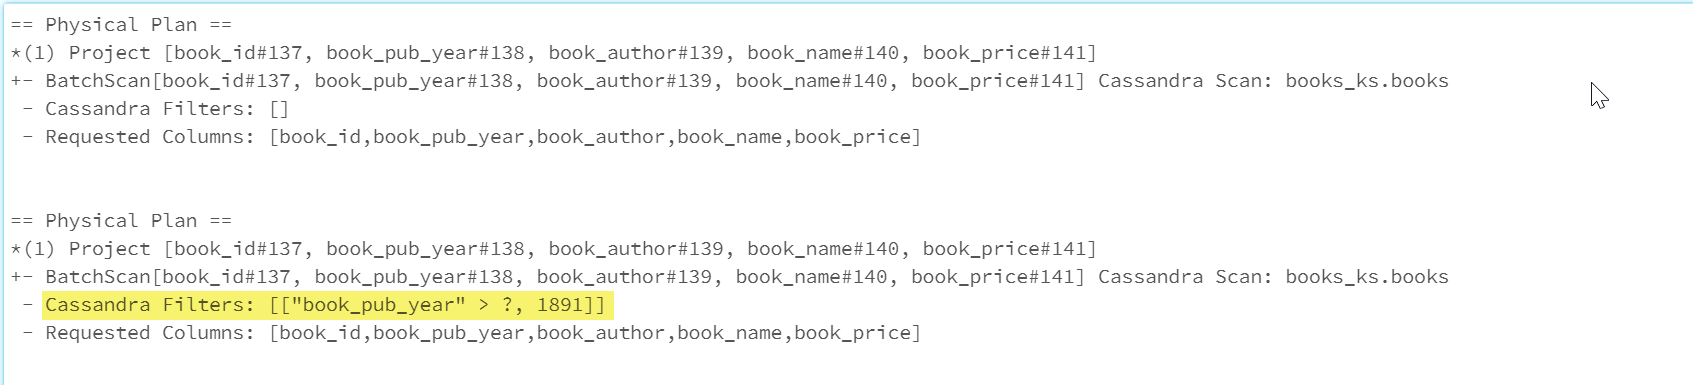 == Physical Plan ==
*(1) Project [book_id#137, book_pub_year#138, book_author#139, book_name#140, book_price#141]
+- BatchScan[book_id#137, book_pub_year#138, book_author#139, book_name#140, book_price#141] Cassandra Scan: books_ks.books
 - Cassandra Filters: []
 - Requested Columns: [book_id,book_pub_year,book_author,book_name,book_price]
== Physical Plan ==
*(1) Project [book_id#137, book_pub_year#138, book_author#139, book_name#140, book_price#141]
+- BatchScan[book_id#137, book_pub_year#138, book_author#139, book_name#140, book_price#141] Cassandra Scan: books_ks.books
 - Cassandra Filters: [["book_pub_year" > ?, 1891]]
 - Requested Columns: [book_id,book_pub_year,book_author,book_name,book_price]